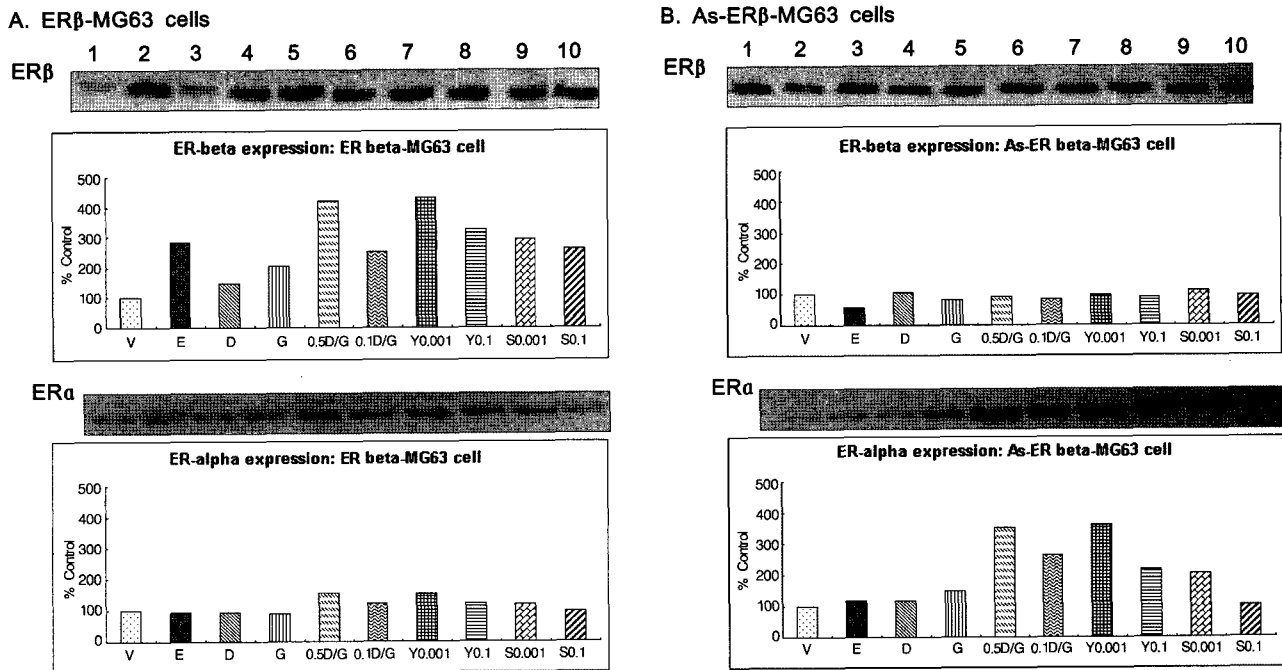 A. ERβ-MG63 cells
1 2 3 4 5 6 7 8 9 10
ERβ
ER-beta expression: ER beta-MG63 cell
% Control
500
400
300
200
100
0
V E D G 0.5D/G 0.1D/G Y0.001 Y0.1 S0.001 S0.1
ERα
ER-alpha expression: ER beta-MG63 cell
% Control
500
400
300
200
100
0
V E D G 0.5D/G 0.1D/G Y0.001 Y0.1 S0.001 S0.1
B. As-ERβ-MG63 cells
1 2 3 4 5 6 7 8 9 10
ERβ
ER-beta expression: As-ER beta-MG63 cell
% Control
500
400
300
200
100
0
V E D G 0.5D/G 0.1D/G Y0.001 Y0.1 S0.001 S0.1
ERα
ER-alpha expression: As-ER beta-MG63 cell
% Control
500
400
300
200
100
0
V E D G 0.5D/G 0.1D/G Y0.001 Y0.1 S0.001 S0.1